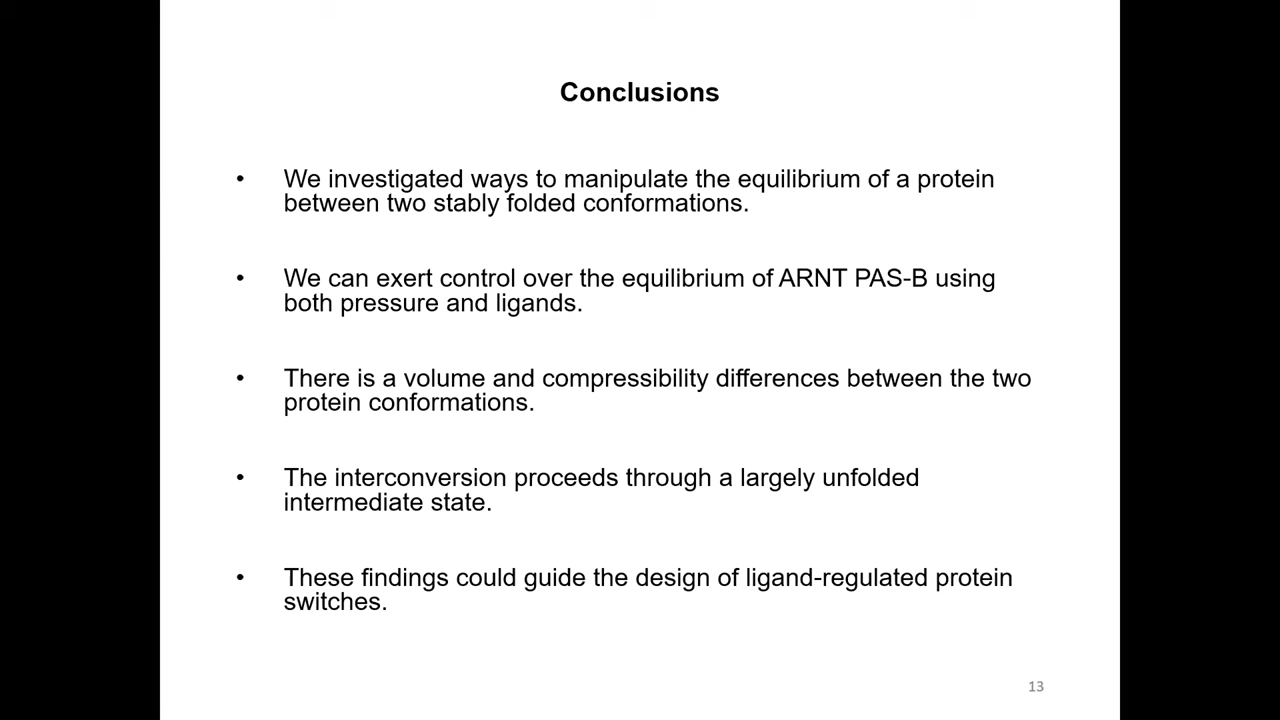 Conclusions
• We investigated ways to manipulate the equilibrium of a protein
between two stably folded conformations.
• We can exert control over the equilibrium of ARNT PAS-B using
both pressure and ligands.
• There is a volume and compressibility differences between the two
protein conformations.
• The interconversion proceeds through a largely unfolded
intermediate state.
• These findings could guide the design of ligand-regulated protein
switches.
13